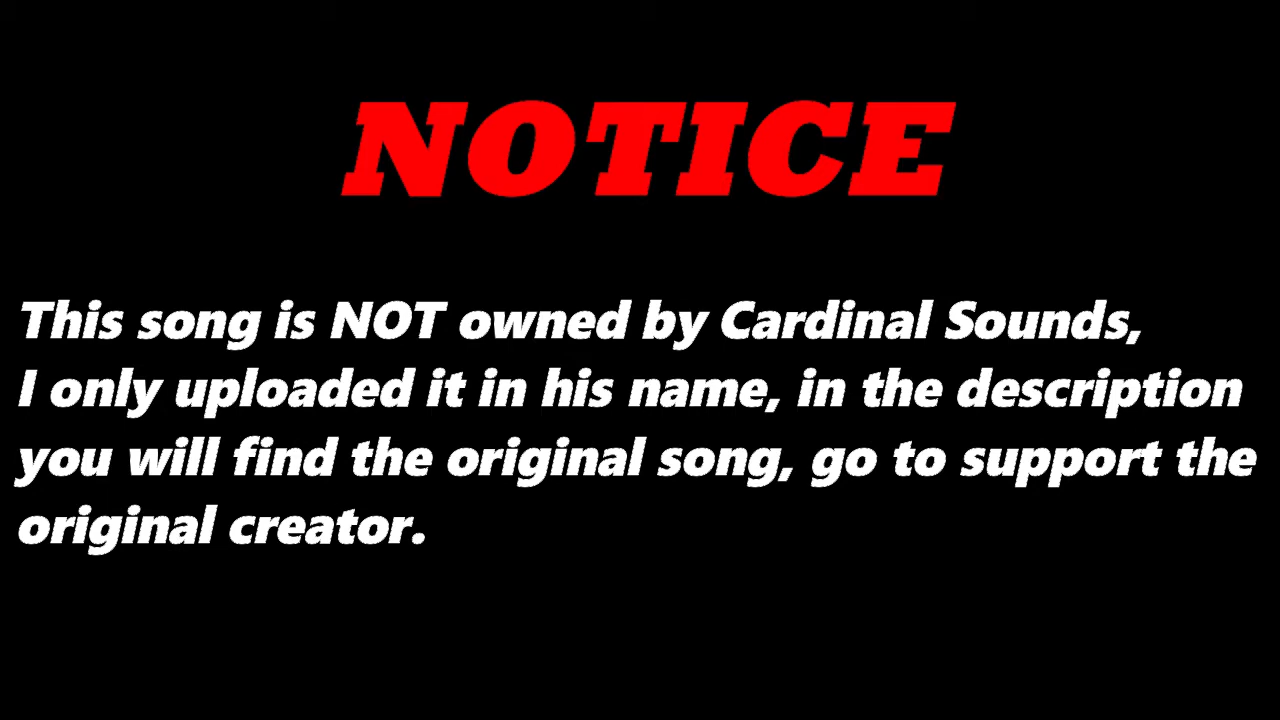 NOTICE
This song is NOT owned by Cardinal Sounds,
I only uploaded it in his name, in the description
you will find the original song, go to support the
original creator.